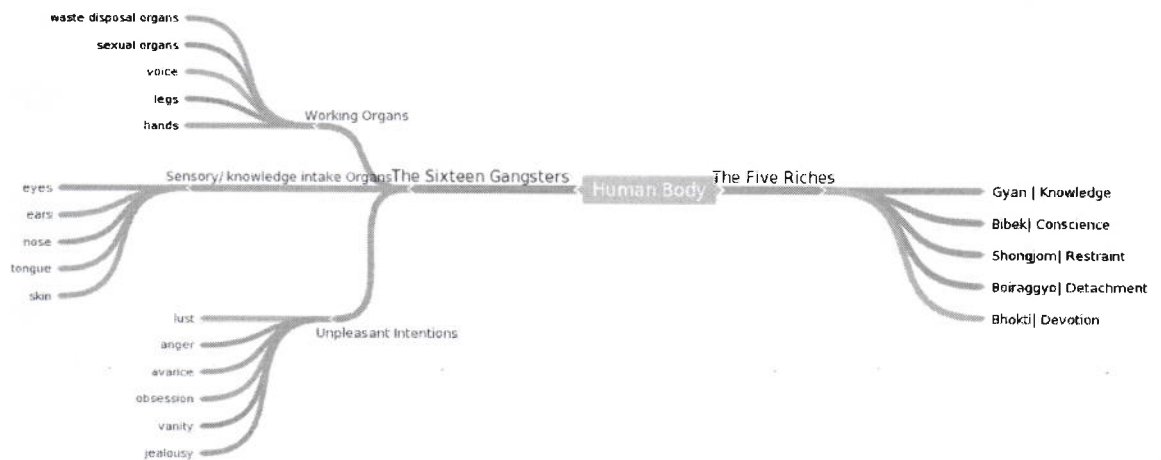 waste disposal organs
sexual organs
voice
legs
hands
Working Organs
Sensory/ knowledge intake Organs
eyes
ears
nose
tongue
skin
lust
anger
avarice
obsession
vanity
jealousy
Unpleasant Intentions
The Sixteen Gangsters
Human Body
The Five Riches
Gyan | Knowledge
Bibek| Conscience
Shongjom| Restraint
Boiraggyo| Detachment
Bhokti| Devotion